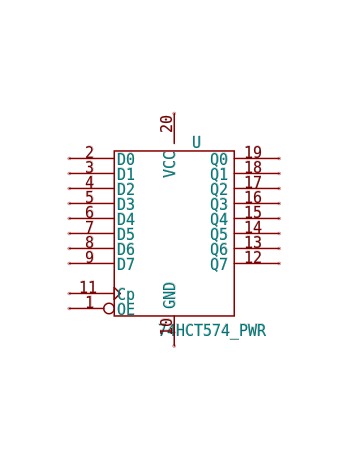 20
U
VCC
2 D0 Q0 19
3 D1 Q1 18
4 D2 Q2 17
5 D3 Q3 16
6 D4 Q4 15
7 D5 Q5 14
8 D6 Q6 13
9 D7 Q7 12
11 Cp
1 OE
GND
10
74HCT574_PWR